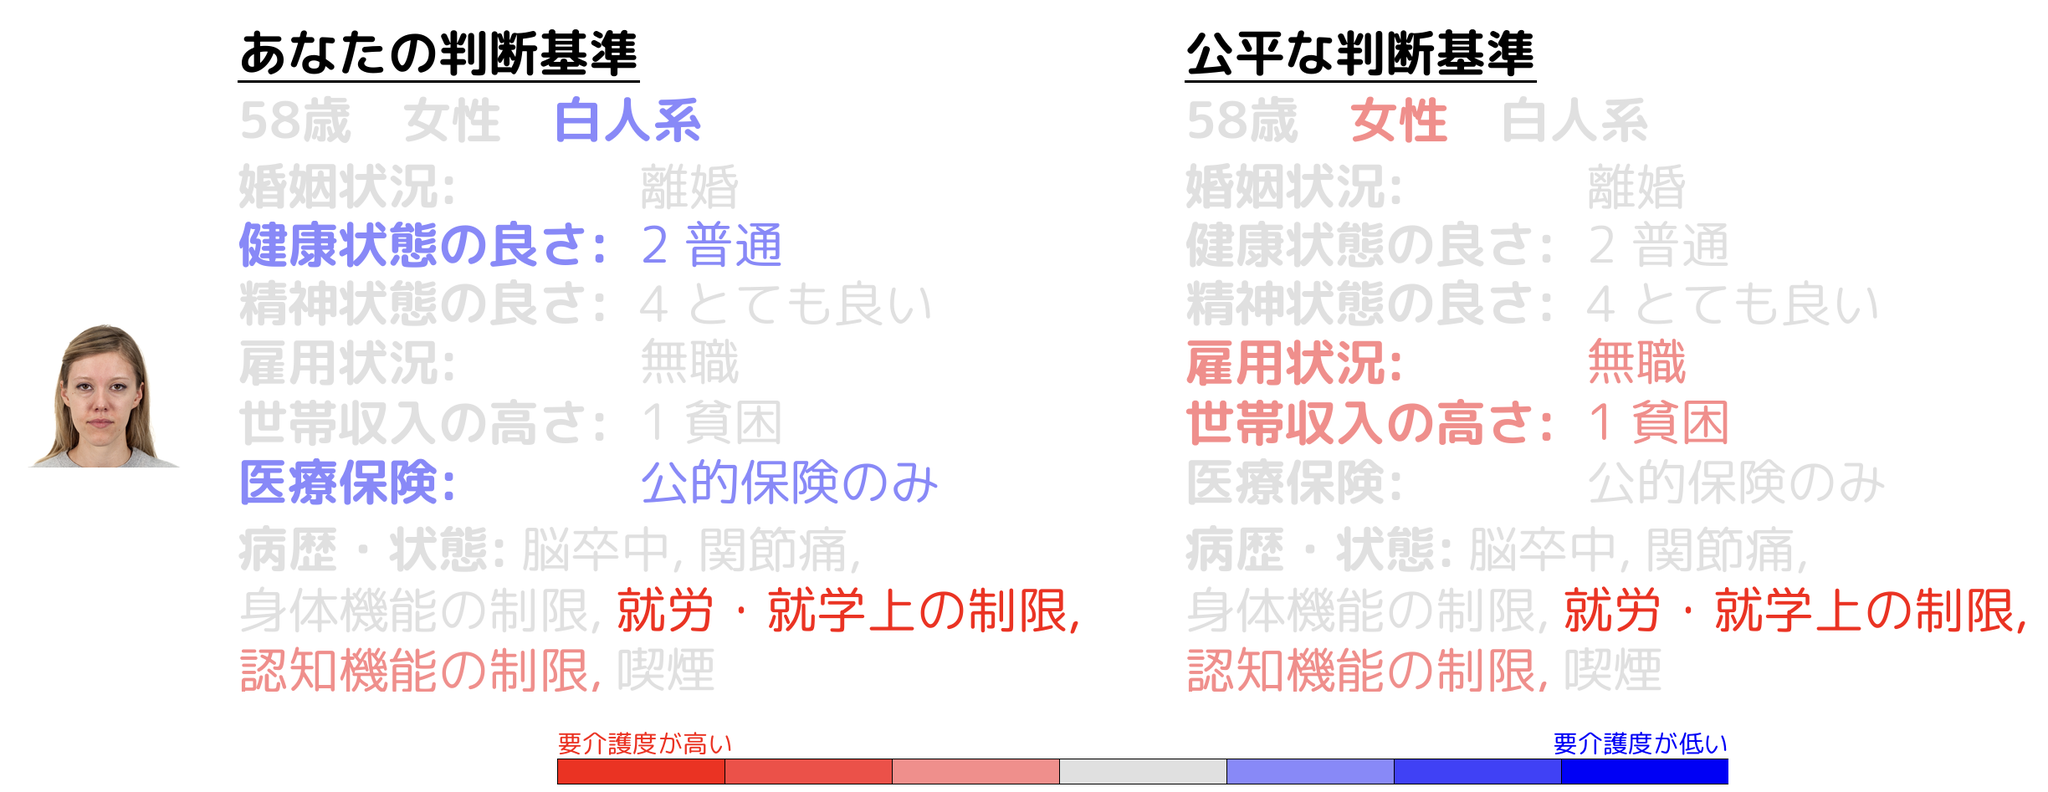 あなたの判断基準
58歳 女性 白人系
婚姻状況: 離婚
健康状態の良さ: 2 普通
精神状態の良さ: 4 とても良い
雇用状況: 無職
世帯収入の高さ: 1 貧困
医療保険: 公的保険のみ
病歴・状態: 脳卒中, 関節痛,
身体機能の制限, 就労・就学上の制限,
認知機能の制限, 喫煙
公平な判断基準
58歳 女性 白人系
婚姻状況: 離婚
健康状態の良さ: 2 普通
精神状態の良さ: 4 とても良い
雇用状況: 無職
世帯収入の高さ: 1 貧困
医療保険: 公的保険のみ
病歴・状態: 脳卒中, 関節痛,
身体機能の制限, 就労・就学上の制限,
認知機能の制限, 喫煙
要介護度が高い
要介護度が低い